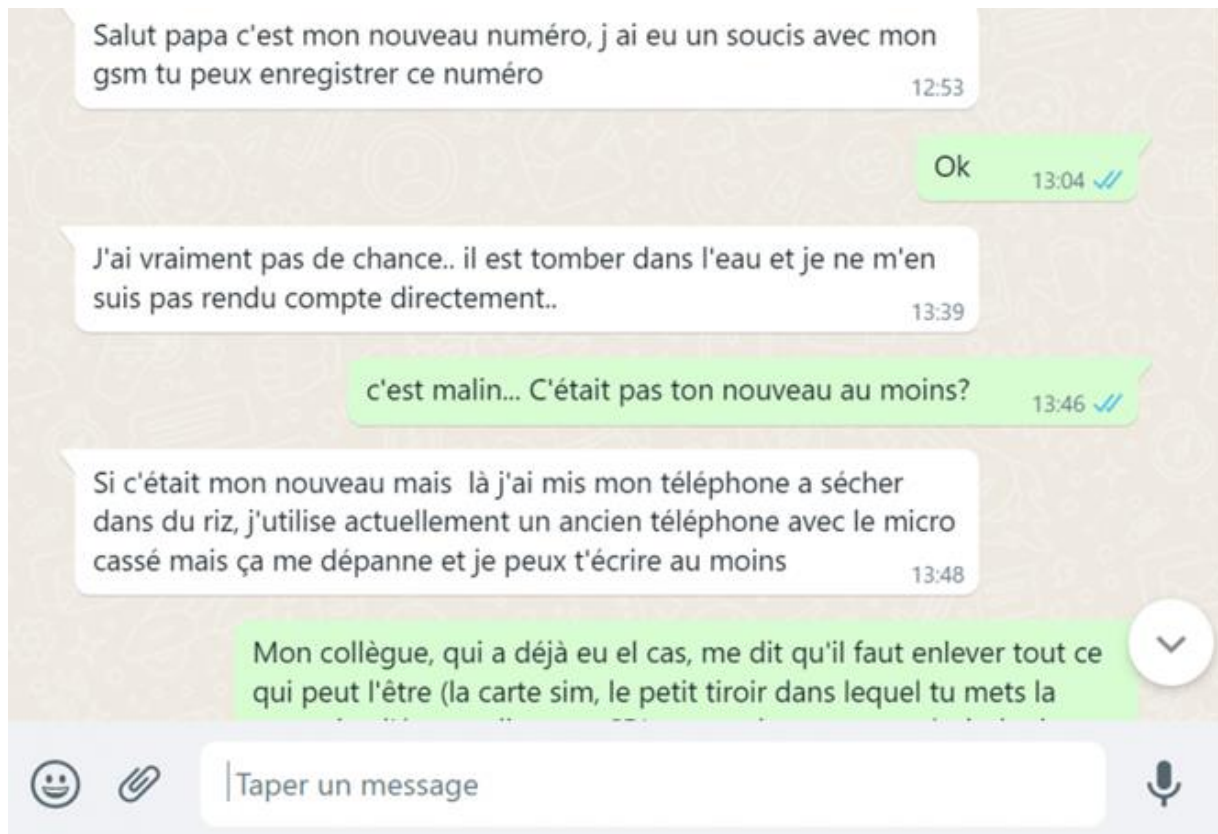 Salut papa c'est mon nouveau numéro, j ai eu un soucis avec mon
gsm tu peux enregistrer ce numéro
12:53
Ok
13:04
J'ai vraiment pas de chance.. il est tomber dans l'eau et je ne m'en
suis pas rendu compte directement..
13:39
c'est malin... C'était pas ton nouveau au moins?
13:46
Si c'était mon nouveau mais là j'ai mis mon téléphone a sécher
dans du riz, j'utilise actuellement un ancien téléphone avec le micro
cassé mais ça me dépanne et je peux t'écrire au moins
13:48
Mon collègue, qui a déjà eu el cas, me dit qu'il faut enlever tout ce
qui peut l'être (la carte sim, le petit tiroir dans lequel tu mets la
Taper un message